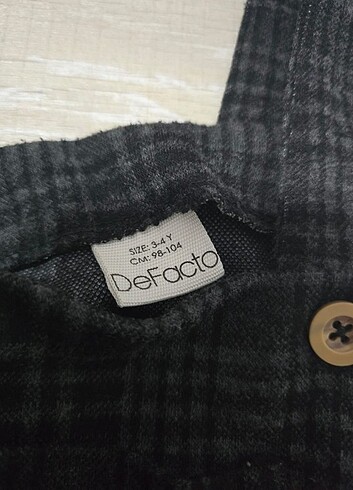 SIZE: 3-4 Y
CM: 98-104
DeFacto